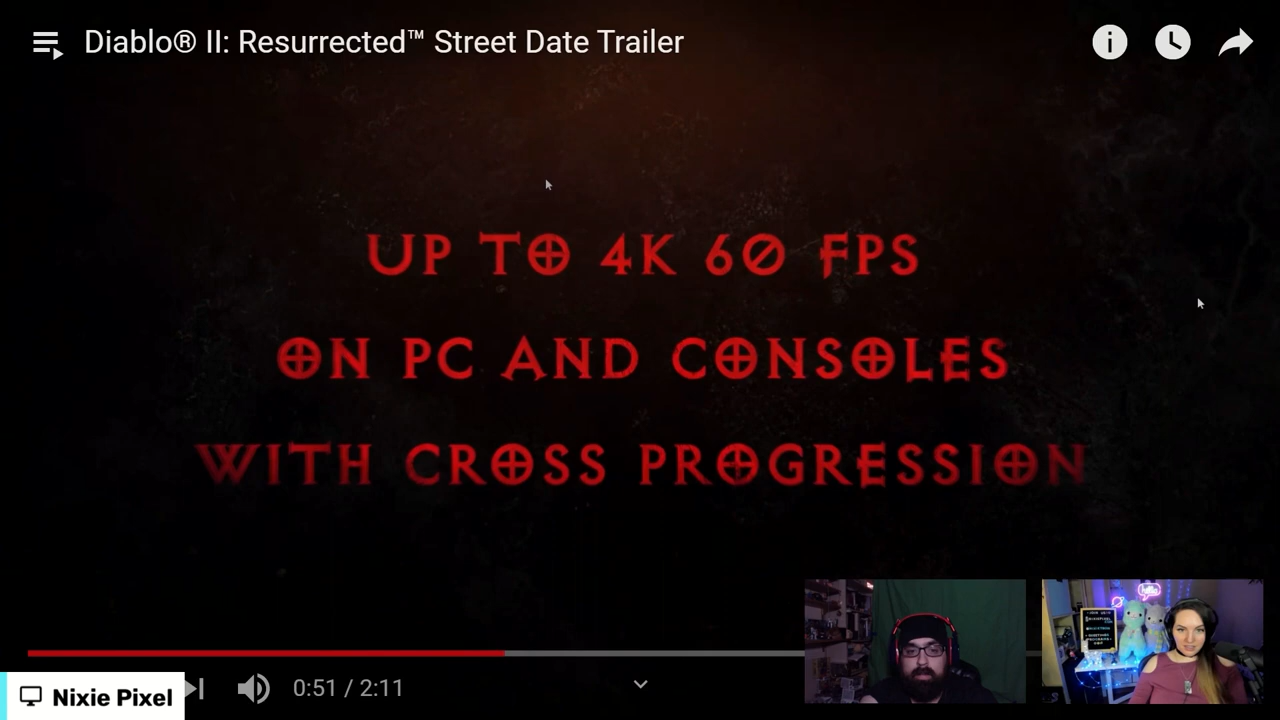 Diablo® II: Resurrected™ Street Date Trailer
UP TO 4K 60 FPS
ON PC AND CONSOLES
WITH CROSS PROGRESSION
0:51 / 2:11
Nixie Pixel